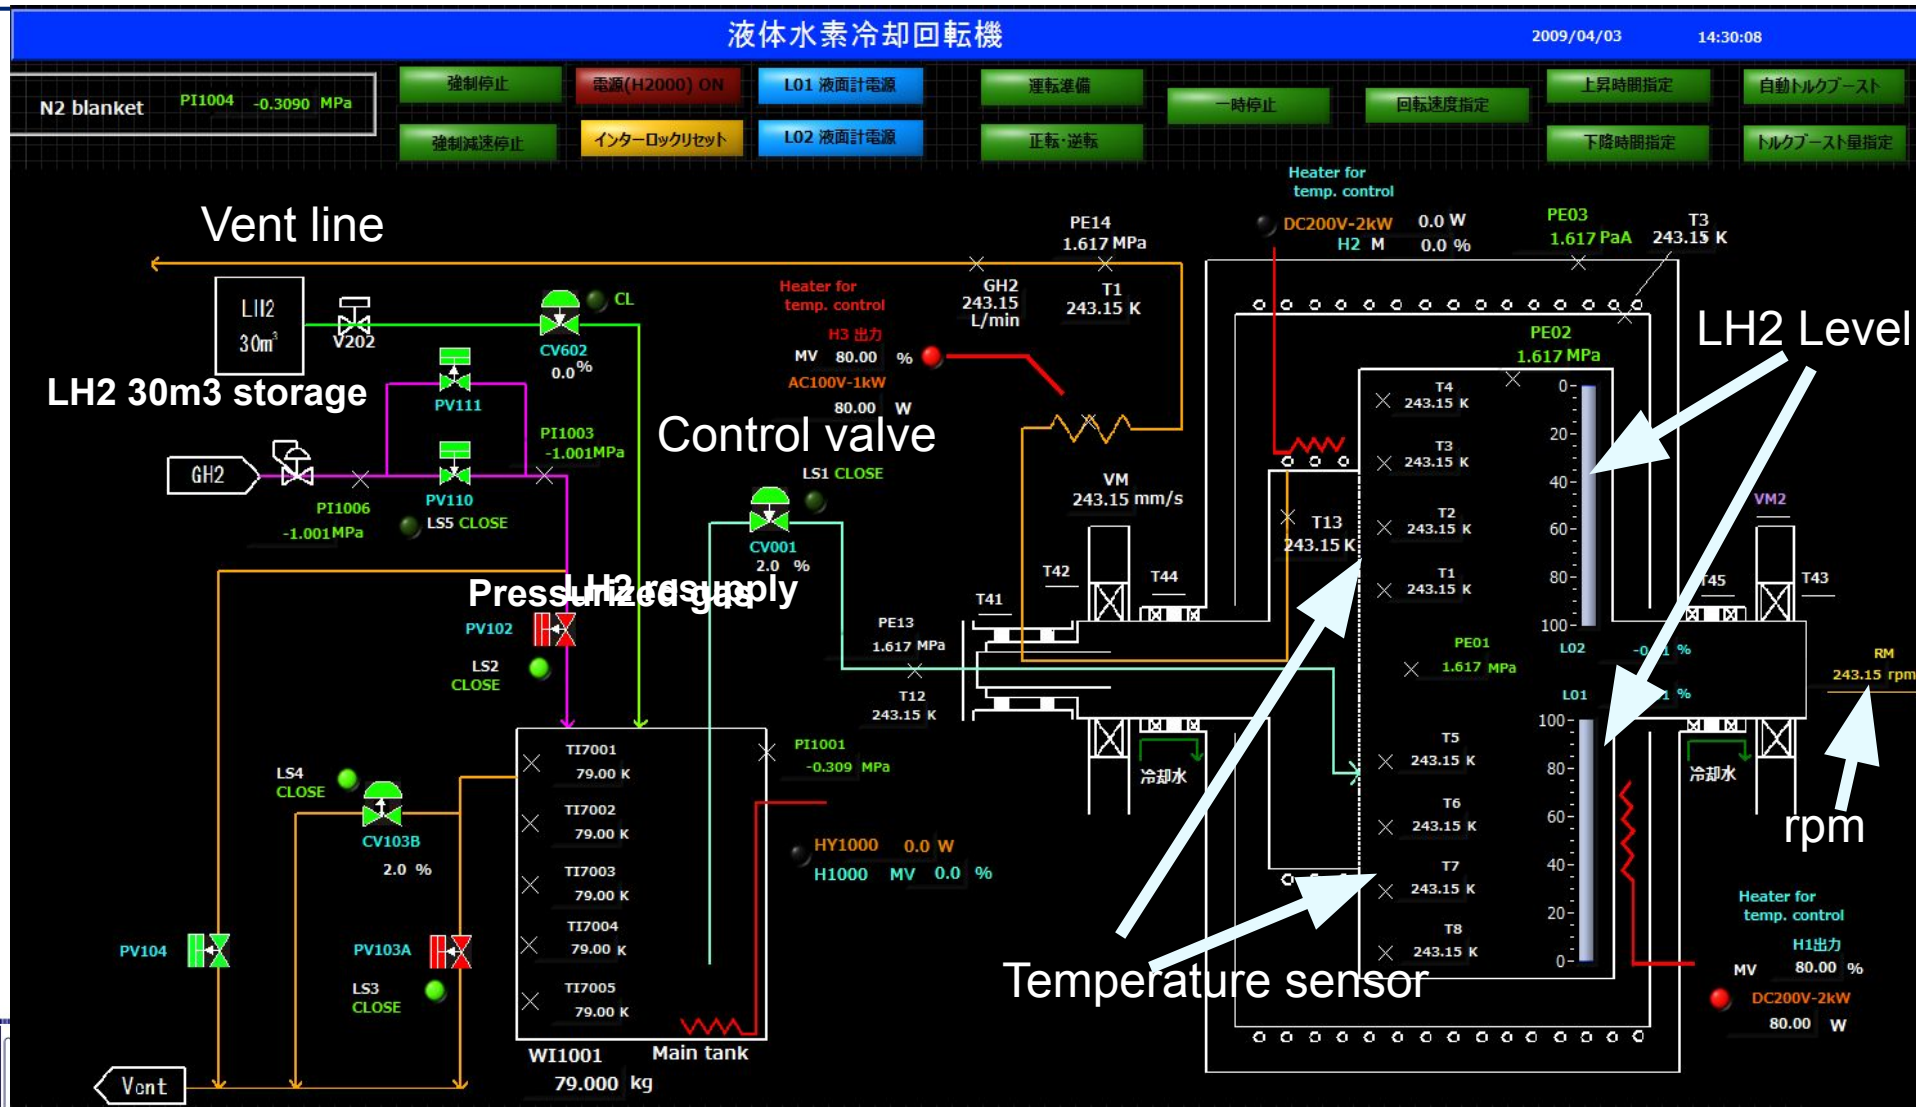 液体水素冷却回転機
2009/04/03
14:30:08
N2 blanket
PI1004 -0.3090 MPa
強制停止
電源(H2000) ON
L01 液面計電源
運転準備
一時停止
回転速度指定
上昇時間指定
自動トルクブースト
強制減速停止
インターロックリセット
L02 液面計電源
正転・逆転
下降時間指定
トルクブースト量指定
Vent line
PE14
1.617 MPa
Heater for
temp. control
DC200V-2kW 0.0 W
H2 M 0.0 %
PE03
1.617 PaA
T3
243.15 K
GH2
243.15
L/min
T1
243.15 K
Heater for
temp. control
H3 出力
MV 80.00 %
AC100V-1kW
80.00 W
LH2
30m³
V202
CL
CV602
0.0%
LH2 30m3 storage
PV111
GH2
PI1006
-1.001MPa
PV110
LS5 CLOSE
PI1003
-1.001MPa
Control valve
LS1 CLOSE
CV001
2.0 %
VM
243.15 mm/s
PE02
1.617 MPa
LH2 Level
T4
243.15 K
T3
243.15 K
T2
243.15 K
T1
243.15 K
0
20
40
60
80
100
T13
243.15 K
VM2
Pressurized gas
LH2 resupply
PV102
LS2
CLOSE
PE13
1.617 MPa
T12
243.15 K
T41
T42
T44
T45
T43
PE01
1.617 MPa
L02 %
L01 %
RM
243.15 rpm
rpm
冷却水
冷却水
TI7001
79.00 K
TI7002
79.00 K
TI7003
79.00 K
TI7004
79.00 K
TI7005
79.00 K
PI1001
-0.309 MPa
HY1000 0.0 W
H1000 MV 0.0 %
LS4
CLOSE
CV103B
2.0 %
PV104
PV103A
LS3
CLOSE
T5
243.15 K
T6
243.15 K
T7
243.15 K
T8
243.15 K
100
80
60
40
20
0
Temperature sensor
Heater for
temp. control
H1出力
MV 80.00 %
DC200V-2kW
80.00 W
WI1001
79.000 kg
Main tank
Vent